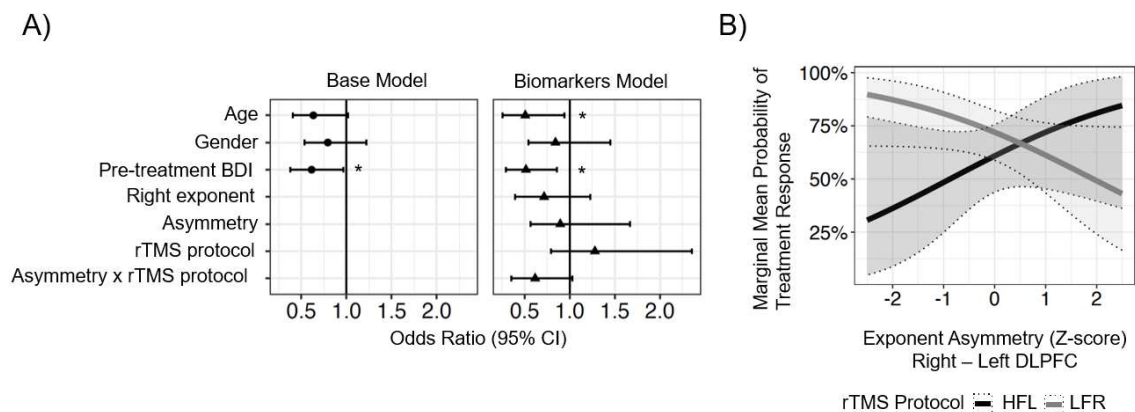 A)
Base Model
Biomarkers Model
Age
*
Gender
Pre-treatment BDI
*
*
Right exponent
Asymmetry
rTMS protocol
Asymmetry x rTMS protocol
0.5 1.0 1.5 2.0
0.5 1.0 1.5 2.0
Odds Ratio (95% CI)
B)
Marginal Mean Probability of
Treatment Response
100%
75%
50%
25%
-2 -1 0 1 2
Exponent Asymmetry (Z-score)
Right – Left DLPFC
rTMS Protocol HFL LFR